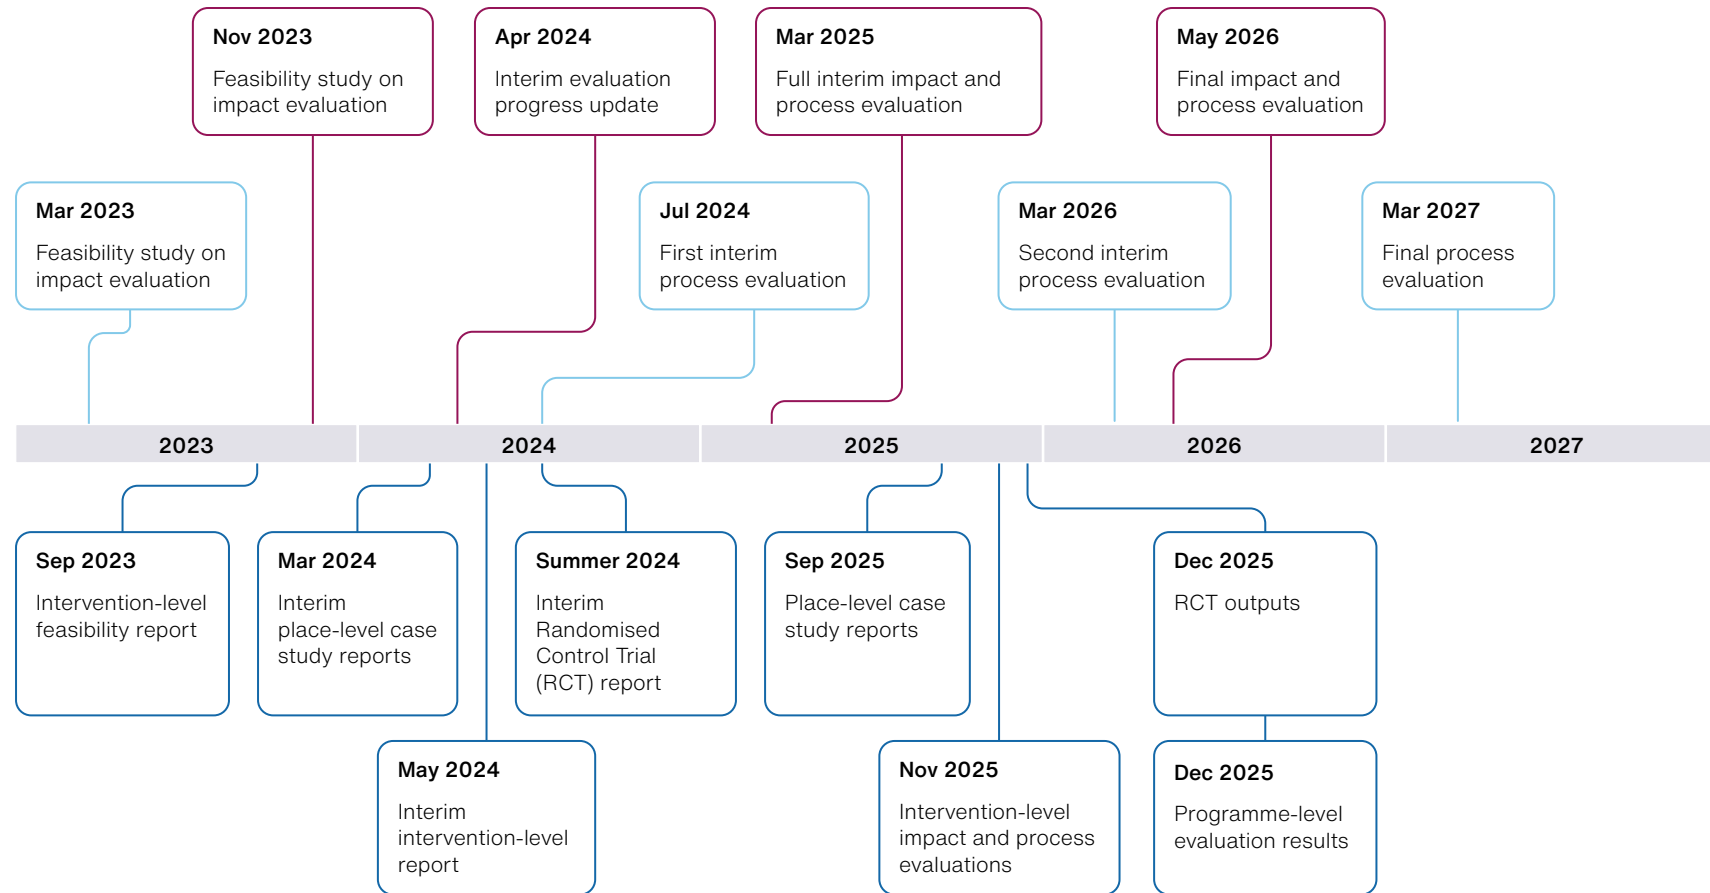 Nov 2023
Feasibility study on
impact evaluation
Apr 2024
Interim evaluation
progress update
Mar 2025
Full interim impact and
process evaluation
May 2026
Final impact and
process evaluation
Mar 2023
Feasibility study on
impact evaluation
Jul 2024
First interim
process evaluation
Mar 2026
Second interim
process evaluation
Mar 2027
Final process
evaluation
2023
2024
2025
2026
2027
Sep 2023
Intervention-level
feasibility report
Mar 2024
Interim
place-level case
study reports
Summer 2024
Interim
Randomised
Control Trial
(RCT) report
Sep 2025
Place-level case
study reports
Dec 2025
RCT outputs
May 2024
Interim
intervention-level
report
Nov 2025
Intervention-level
impact and process
evaluations
Dec 2025
Programme-level
evaluation results